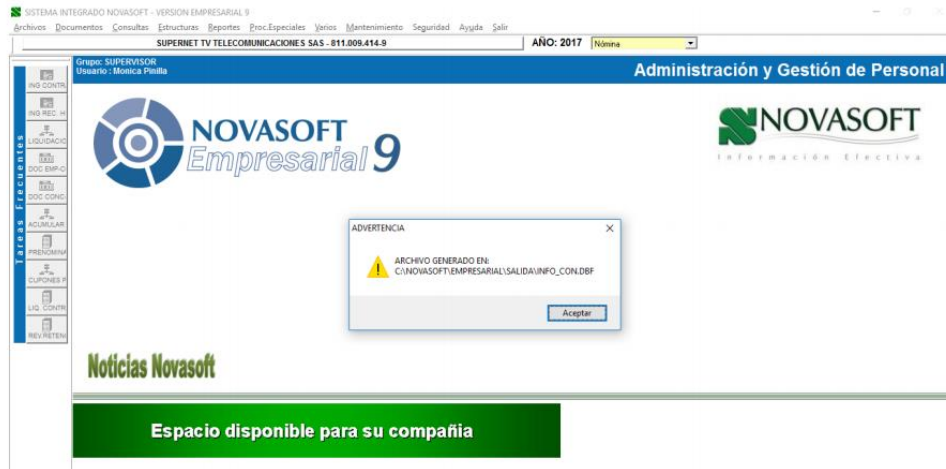 SISTEMA INTEGRADO NOVASOFT - VERSION EMPRESARIAL 9
Archivos Documentos Consultas Estructuras Reportes Proc.Especiales Varios Mantenimiento Seguridad Ayuda Salir
SUPERNET TV TELECOMUNICACIONES SAS - 811.009.414-9 AÑO: 2017 Nómina
Grupo: SUPERVISOR
Usuario : Monica Pinilla
Administración y Gestión de Personal
Tareas Frecuentes
ING CONTR
ING REC. H
LIQUIDACIO
DOC EMP-C
DOC CONC-
ACUMULAR
PRENOMINA
CUPONES P
LIQ. CONTR
REV.RETEN
NOVASOFT
Empresarial 9
NOVASOFT
Información Efectiva
ADVERTENCIA
ARCHIVO GENERADO EN:
C:\NOVASOFT\EMPRESARIAL\SALIDA\INFO_CON.DBF
Aceptar
Noticias Novasoft
Espacio disponible para su compañia